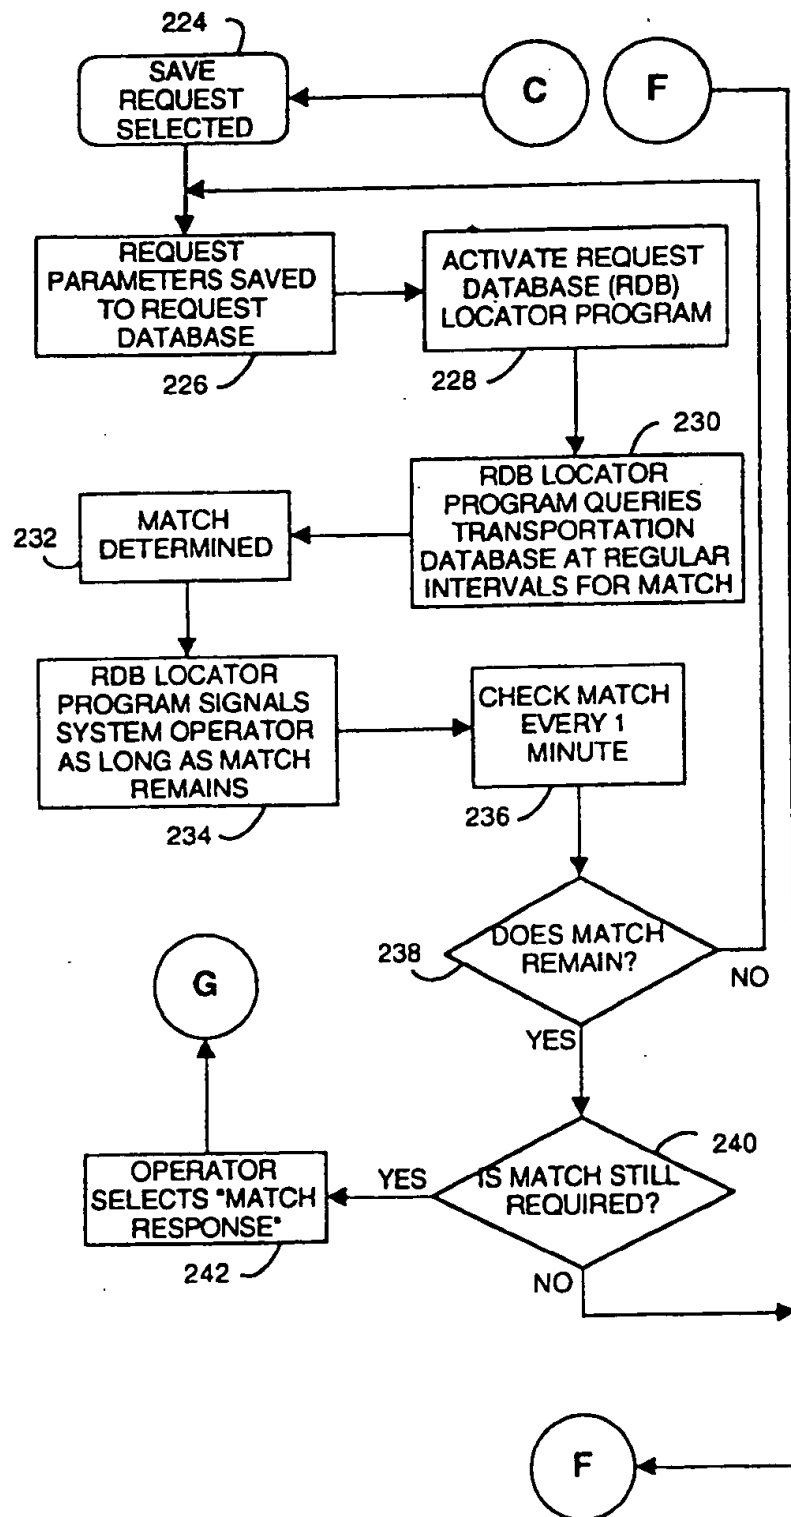 224
SAVE
REQUEST
SELECTED
C
F
REQUEST
PARAMETERS SAVED
TO REQUEST
DATABASE
226
ACTIVATE REQUEST
DATABASE (RDB)
LOCATOR PROGRAM
228
230
RDB LOCATOR
PROGRAM QUERIES
TRANSPORTATION
DATABASE AT REGULAR
INTERVALS FOR MATCH
232
MATCH
DETERMINED
RDB LOCATOR
PROGRAM SIGNALS
SYSTEM OPERATOR
AS LONG AS MATCH
REMAINS
234
CHECK MATCH
EVERY 1
MINUTE
236
238
DOES MATCH
REMAIN?
NO
YES
G
240
IS MATCH STILL
REQUIRED?
YES
NO
OPERATOR
SELECTS "MATCH
RESPONSE"
242
F